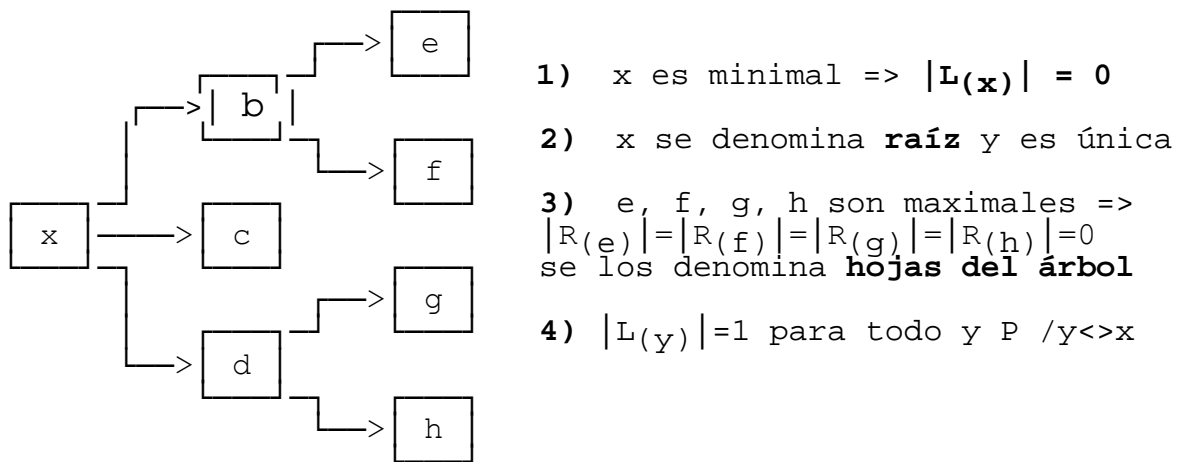 e
b
f
x
c
g
d
h
1) x es minimal => |L(x)| = 0
2) x se denomina raíz y es única
3) e, f, g, h son maximales =>
|R(e)|=|R(f)|=|R(g)|=|R(h)|=0
se los denomina hojas del árbol
4) |L(y)|=1 para todo y P /y<>x